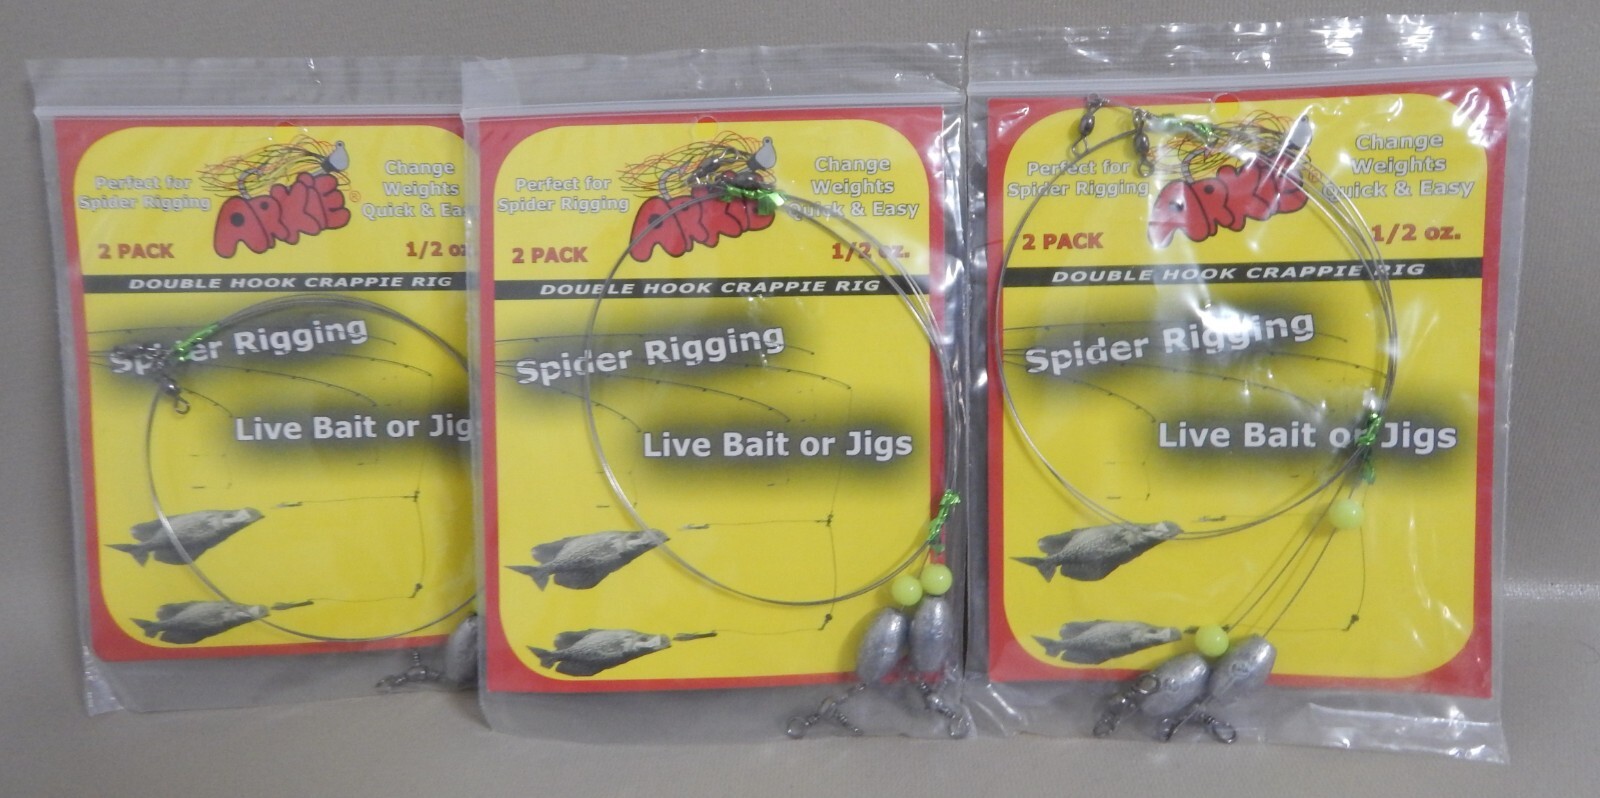 Perfect for
Spider Rigging
ARKIE®
Change
Weights
Quick & Easy
2 PACK
1/2 oz.
DOUBLE HOOK CRAPPIE RIG
Spider Rigging
Live Bait or Jigs
Perfect for
Spider Rigging
ARKIE
Change
Weights
Quick & Easy
2 PACK
1/2 oz.
DOUBLE HOOK CRAPPIE RIG
Spider Rigging
Live Bait or Jigs
Perfect for
Spider Rigging
ARKIE
Change
Weights
Quick & Easy
2 PACK
1/2 oz.
DOUBLE HOOK CRAPPIE RIG
Spider Rigging
Live Bait or Jigs